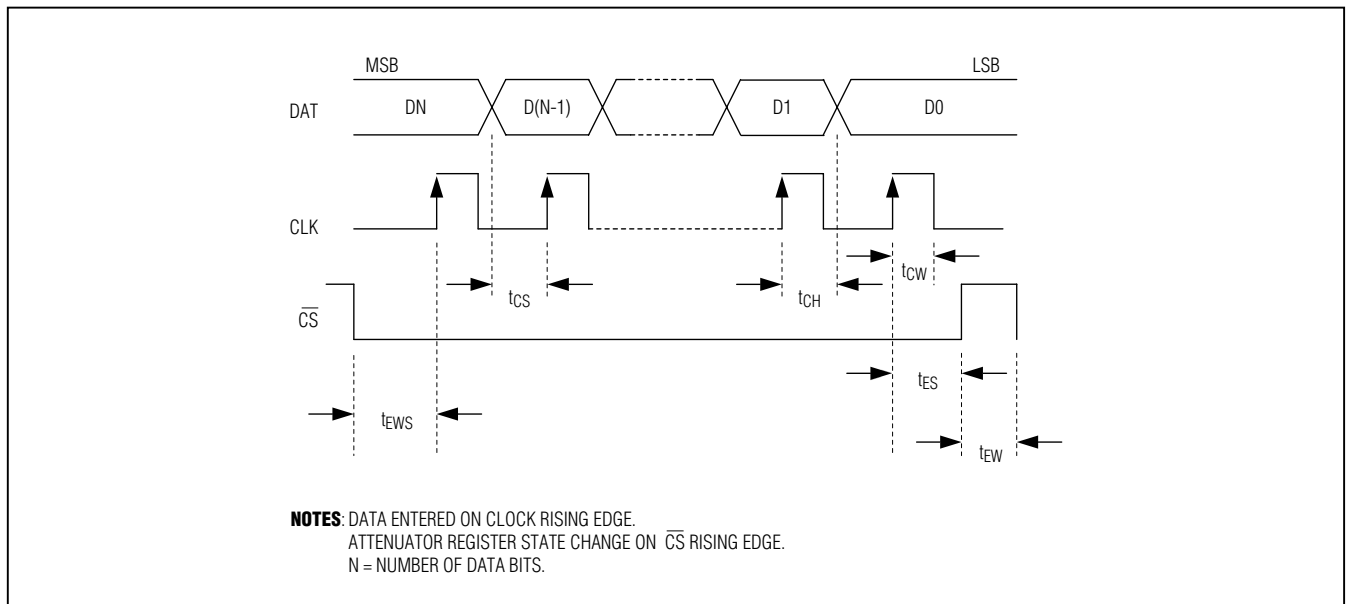 MSB LSB
DAT DN D(N-1) D1 D0
CLK
tCW
tCS tCH
CS
tES
tEWS
tEW
NOTES: DATA ENTERED ON CLOCK RISING EDGE.
ATTENUATOR REGISTER STATE CHANGE ON CS RISING EDGE.
N = NUMBER OF DATA BITS.